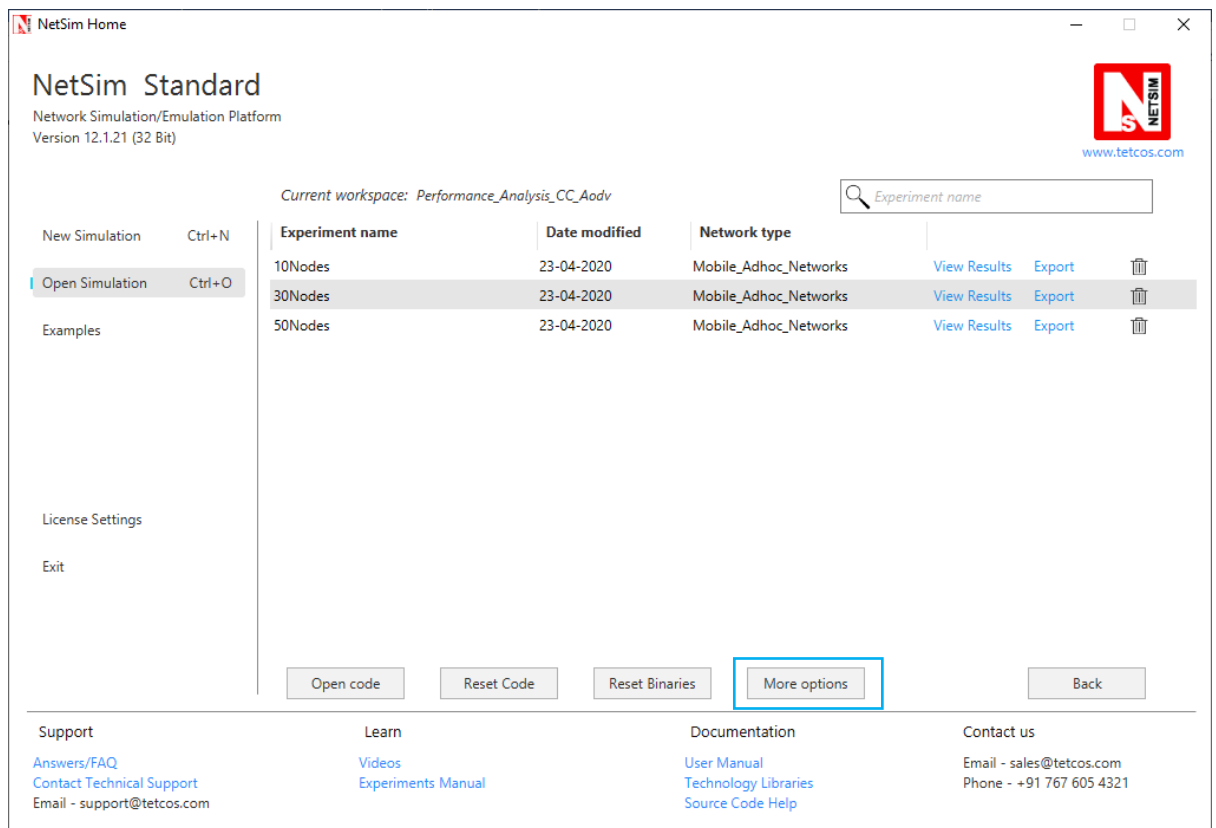 NetSim Home
NetSim Standard
Network Simulation/Emulation Platform
Version 12.1.21 (32 Bit)
N
S
NETSIM
www.tetcos.com
Current workspace: Performance_Analysis_CC_Aodv
Experiment name
New Simulation Ctrl+N
Open Simulation Ctrl+O
Examples
License Settings
Exit
Experiment name Date modified Network type
10Nodes 23-04-2020 Mobile_Adhoc_Networks View Results Export
30Nodes 23-04-2020 Mobile_Adhoc_Networks View Results Export
50Nodes 23-04-2020 Mobile_Adhoc_Networks View Results Export
Open code Reset Code Reset Binaries More options Back
Support
Answers/FAQ
Contact Technical Support
Email - support@tetcos.com
Learn
Videos
Experiments Manual
Documentation
User Manual
Technology Libraries
Source Code Help
Contact us
Email - sales@tetcos.com
Phone - +91 767 605 4321